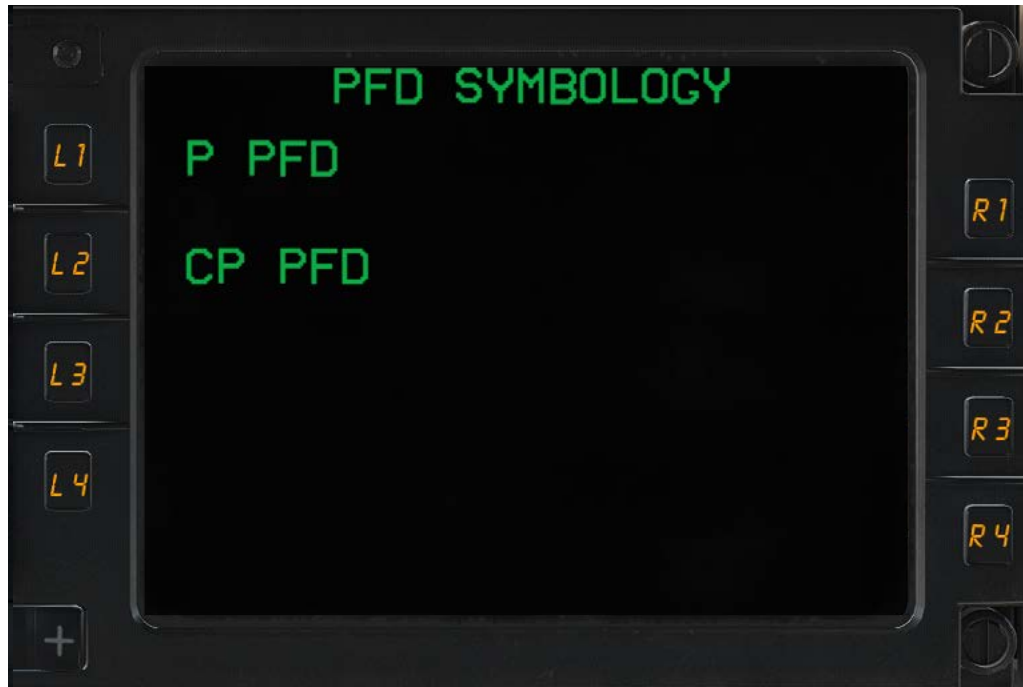 PFD SYMBOLOGY
L1
P PFD
R1
L2
CP PFD
R2
L3
R3
L4
R4
+